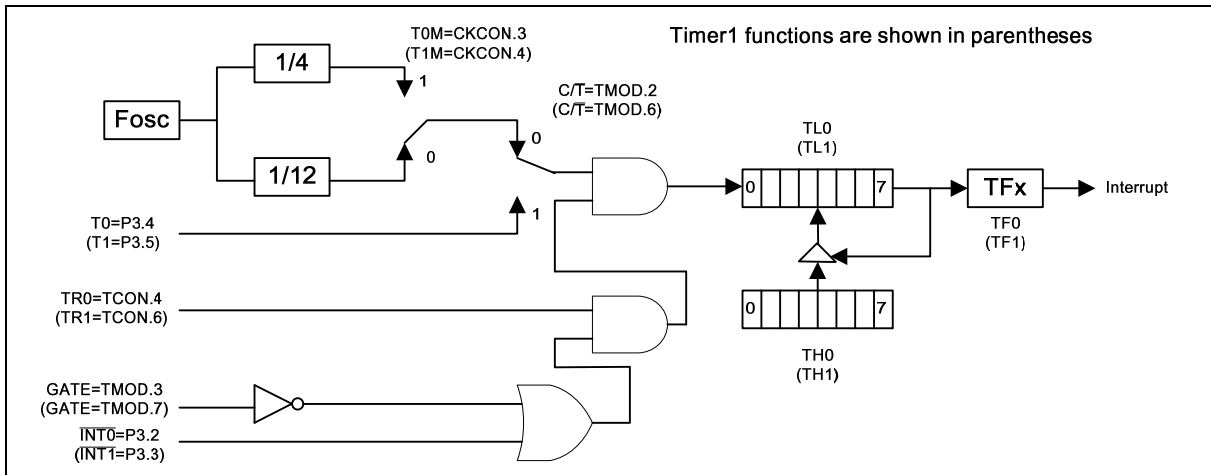 Timer1 functions are shown in parentheses
T0M=CKCON.3
(T1M=CKCON.4)
1/4
1
Fosc
C/T̅=TMOD.2
(C/T̅=TMOD.6)
0
0
1/12
TL0
(TL1)
0
7
TFx
Interrupt
TF0
(TF1)
T0=P3.4
(T1=P3.5)
1
TR0=TCON.4
(TR1=TCON.6)
0
7
TH0
(TH1)
GATE=TMOD.3
(GATE=TMOD.7)
I̅N̅T̅0̅=P3.2
(I̅N̅T̅1̅=P3.3)